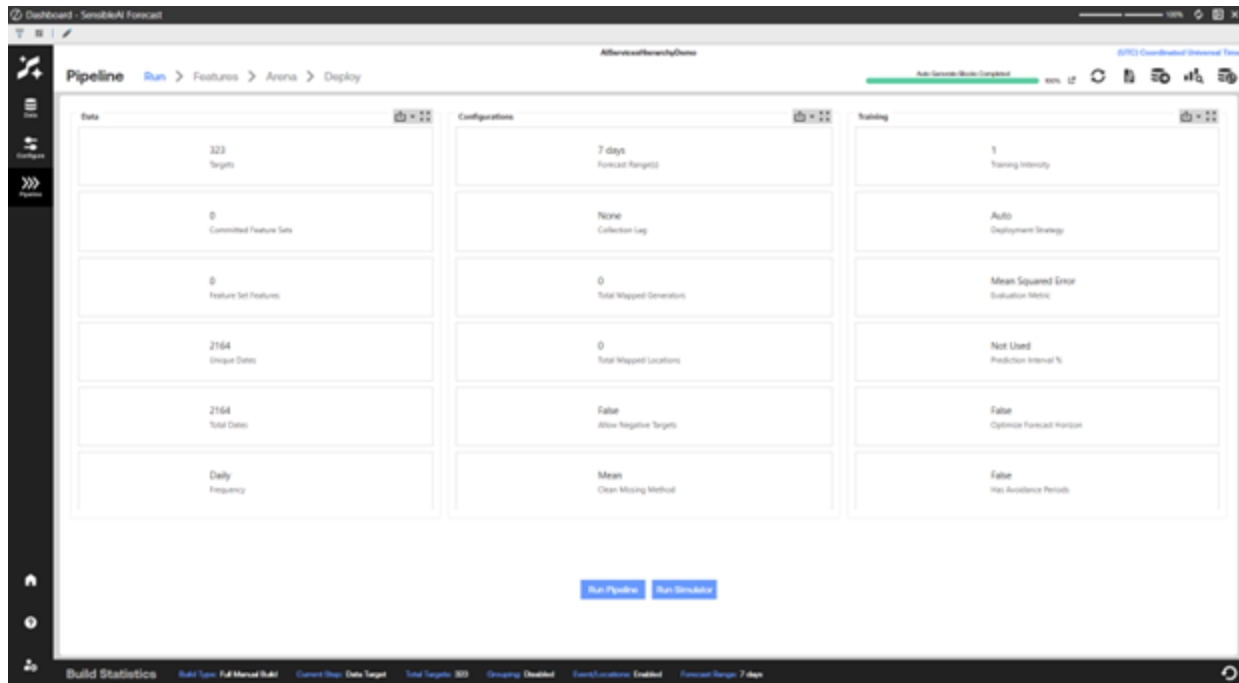 Dashboard - SensibleAI Forecast
100%
AIServicesHierarchyDemo
(UTC) Coordinated Universal Time
Pipeline Run > Features > Arena > Deploy
Auto Generate Blocks Completed
100%
Data
Configure
Pipeline
Data
323
Targets
0
Committed Feature Sets
0
Feature Set Features
2164
Unique Dates
2164
Total Dates
Daily
Frequency
Configurations
7 days
Forecast Range(s)
None
Collection Lag
0
Total Mapped Generators
0
Total Mapped Locations
False
Allow Negative Targets
Mean
Clean Missing Method
Training
1
Training Intensity
Auto
Deployment Strategy
Mean Squared Error
Evaluation Metric
Not Used
Prediction Interval %
False
Optimize Forecast Horizon
False
Has Avoidance Periods
Run Pipeline
Run Simulator
Build Statistics Build Type: Full Manual Build Current Step: Data Target Total Targets: 323 Grouping: Disabled Event/Locations: Enabled Forecast Range: 7 days